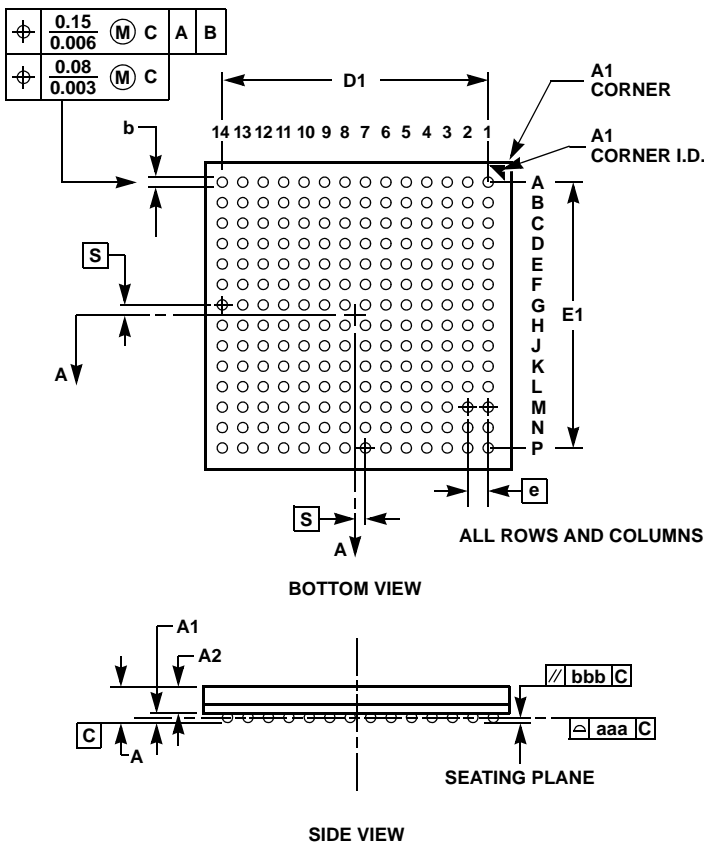 0.15
0.006 M C A B
0.08
0.003 M C
D1
A1
CORNER
b
14 13 12 11 10 9 8 7 6 5 4 3 2 1
A1
CORNER I.D.
A
B
C
D
E
F
G
H
J
K
L
M
N
P
S
E1
A
e
S
A
ALL ROWS AND COLUMNS
BOTTOM VIEW
A1
A2
// bbb C
C
A
aaa C
SEATING PLANE
SIDE VIEW